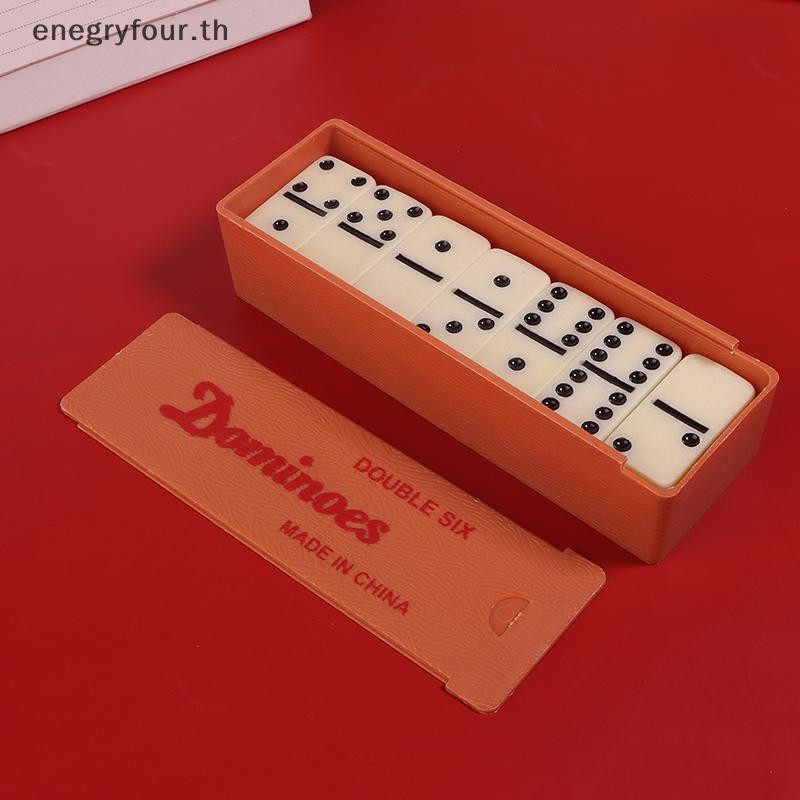 enegryfour.th
Dominoes
DOUBLE SIX
MADE IN CHINA